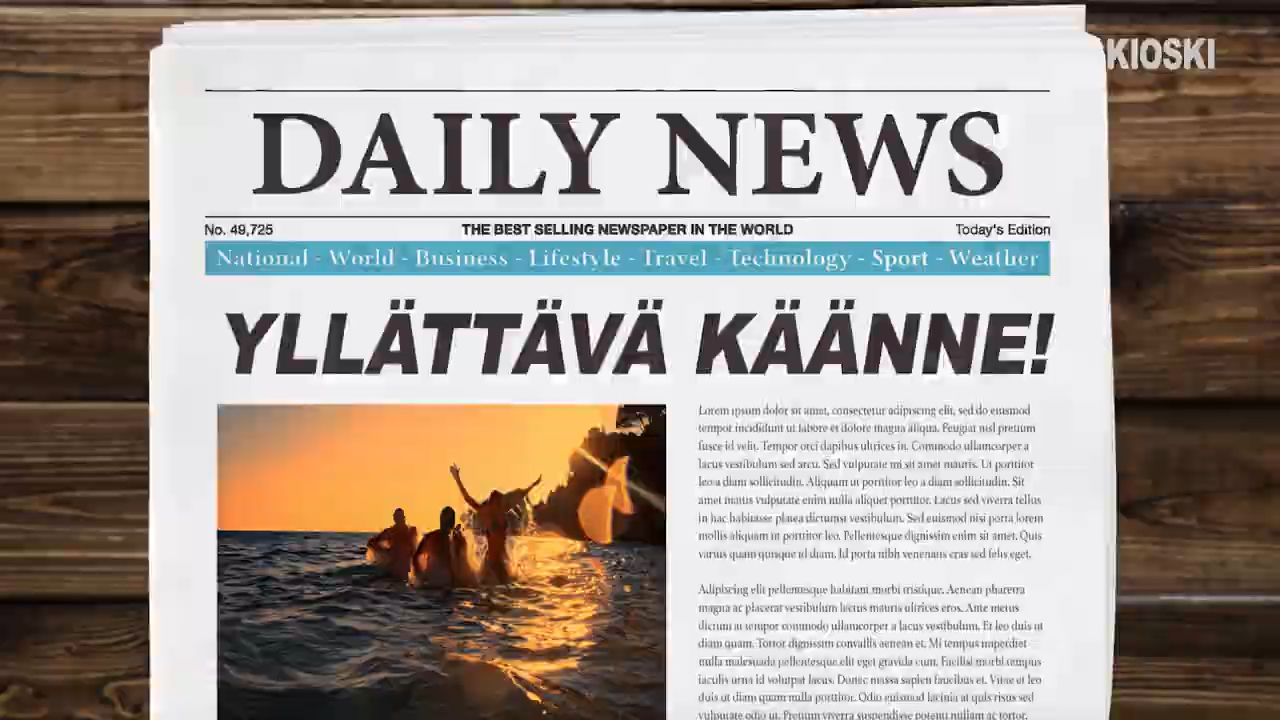 KIOSKI
DAILY NEWS
No. 49,725 THE BEST SELLING NEWSPAPER IN THE WORLD Today's Edition
National - World - Business - Lifestyle - Travel - Technology - Sport - Weather
YLLÄTTÄVÄ KÄÄNNE!
Lorem ipsum dolor sit amet, consectetur adipiscing elit, sed do eiusmod
tempor incididunt ut labore et dolore magna aliqua. Feugiat nisl pretium
fusce id velit. Tempor orci dapibus ultrices in. Commodo ullamcorper a
lacus vestibulum sed arcu. Sed vulputate mi sit amet mauris. Ut porttitor
leo a diam sollicitudin. Aliquam ut porttitor leo a diam sollicitudin. Sit
amet mattis vulputate enim nulla aliquet porttitor. Lacus sed viverra tellus
in hac habitasse platea dictumst vestibulum. Sed euismod nisi porta lorem
mollis aliquam ut porttitor leo. Pellentesque dignissim enim sit amet. Quis
varius quam quisque id diam. Id porta nibh venenatis cras sed felis eget.
Adipiscing elit pellentesque habitant morbi tristique. Aenean pharetra
magna ac placerat vestibulum lectus mauris ultrices eros. Ante metus
dictum at tempor commodo ullamcorper a lacus vestibulum. Et leo duis ut
diam quam. Tortor dignissim convallis aenean et. Mi tempus imperdiet
nulla malesuada pellentesque elit eget gravida cum. Facilisi morbi tempus
iaculis urna id volutpat lacus. Donec massa sapien faucibus et. Vitae et leo
duis ut diam quam nulla porttitor. Odio euismod lacinia at quis risus sed
vulputate odio ut. Pretium viverra suspendisse potenti nullam ac tortor.